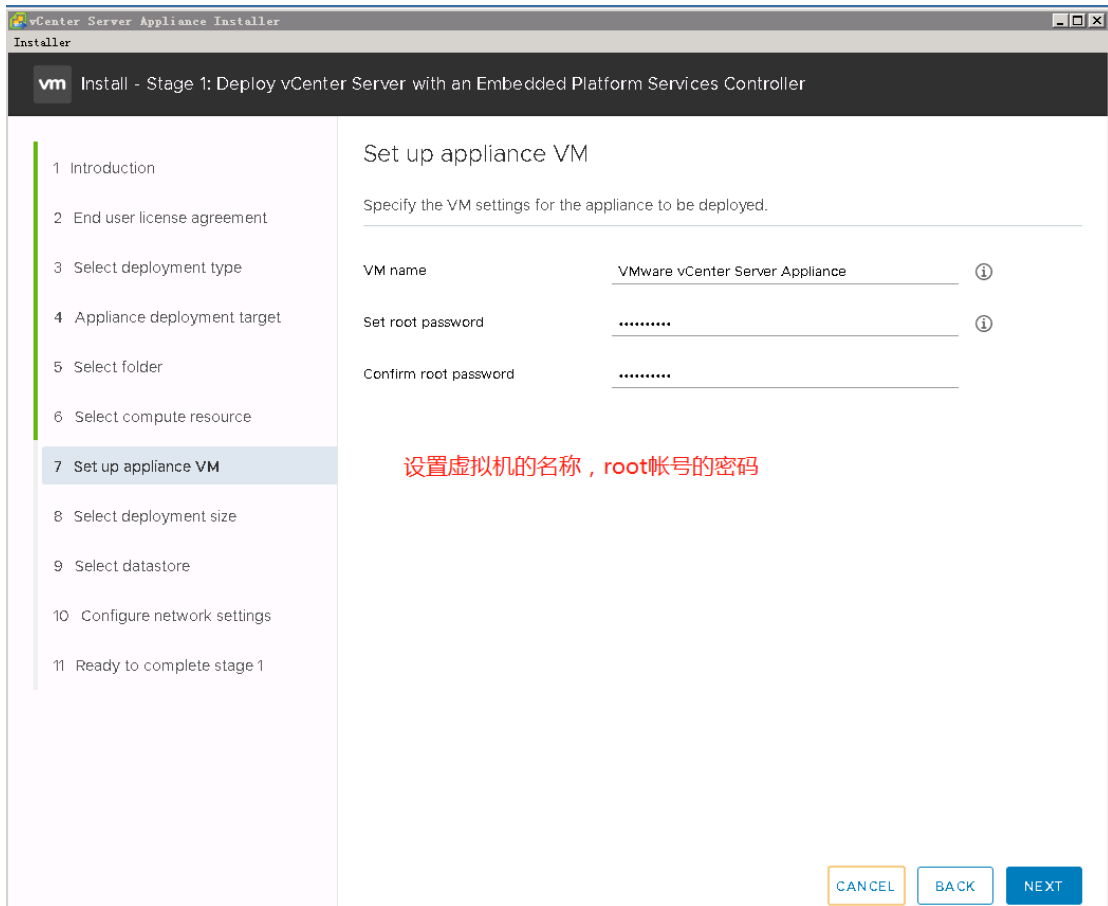 vCenter Server Appliance Installer
Installer
vm Install - Stage 1: Deploy vCenter Server with an Embedded Platform Services Controller
1 Introduction
2 End user license agreement
3 Select deployment type
4 Appliance deployment target
5 Select folder
6 Select compute resource
7 Set up appliance VM
8 Select deployment size
9 Select datastore
10 Configure network settings
11 Ready to complete stage 1
Set up appliance VM
Specify the VM settings for the appliance to be deployed.
VM name VMware vCenter Server Appliance
Set root password ••••••••••
Confirm root password ••••••••••
设置虚拟机的名称，root帐号的密码
CANCEL BACK NEXT